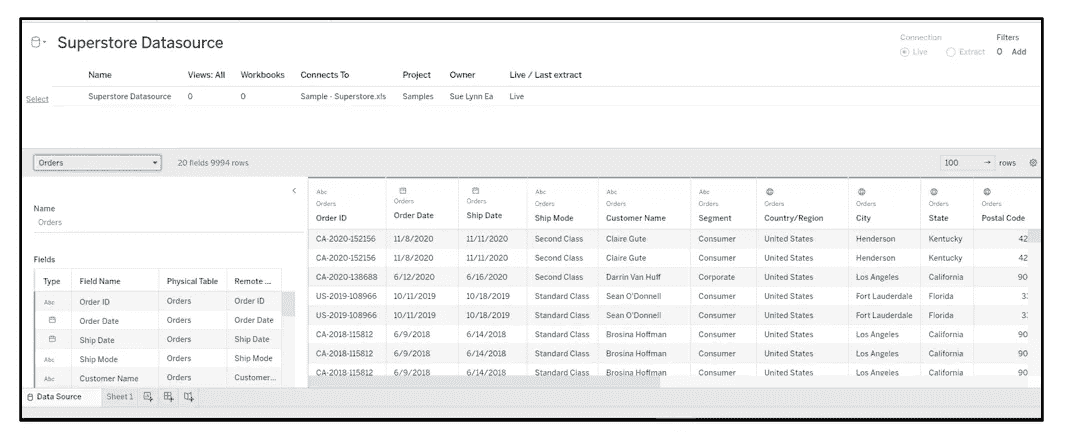 Superstore Datasource
Connection
Filters
Live Extract 0 Add
Name Views: All Workbooks Connects To Project Owner Live / Last extract
Select Superstore Datasource 0 0 Sample - Superstore.xls Samples Sue Lynn Ea Live
Orders 20 fields 9994 rows 100 → rows
Name
Orders
Fields
Type Field Name Physical Table Remote ...
Abc Order ID Orders Order ID
Order Date Orders Order Date
Ship Date Orders Ship Date
Abc Ship Mode Orders Ship Mode
Abc Customer Name Orders Customer...
Abc Abc Abc Abc
Orders Orders Orders Orders Orders Orders Orders Orders Orders Orders
Order ID Order Date Ship Date Ship Mode Customer Name Segment Country/Region City State Postal Code
CA-2020-152156 11/8/2020 11/11/2020 Second Class Claire Gute Consumer United States Henderson Kentucky 42
CA-2020-152156 11/8/2020 11/11/2020 Second Class Claire Gute Consumer United States Henderson Kentucky 42
CA-2020-138688 6/12/2020 6/16/2020 Second Class Darrin Van Huff Corporate United States Los Angeles California 90
US-2019-108966 10/11/2019 10/18/2019 Standard Class Sean O'Donnell Consumer United States Fort Lauderdale Florida
US-2019-108966 10/11/2019 10/18/2019 Standard Class Sean O'Donnell Consumer United States Fort Lauderdale Florida
CA-2018-115812 6/9/2018 6/14/2018 Standard Class Brosina Hoffman Consumer United States Los Angeles California 90
CA-2018-115812 6/9/2018 6/14/2018 Standard Class Brosina Hoffman Consumer United States Los Angeles California 90
CA-2018-115812 6/9/2018 6/14/2018 Standard Class Brosina Hoffman Consumer United States Los Angeles California 90
Data Source Sheet 1